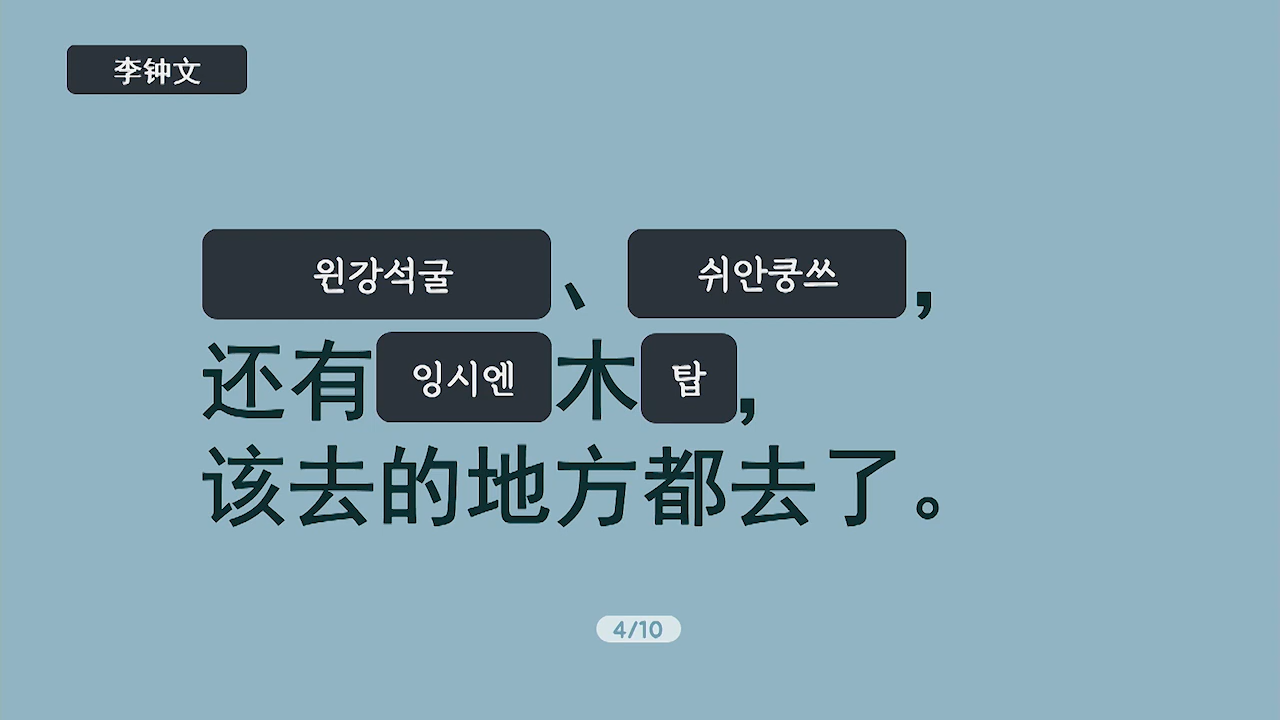 李钟文
윈강석굴、쉬안쿵쓰,
还有잉시엔木탑,
该去的地方都去了。
4/10